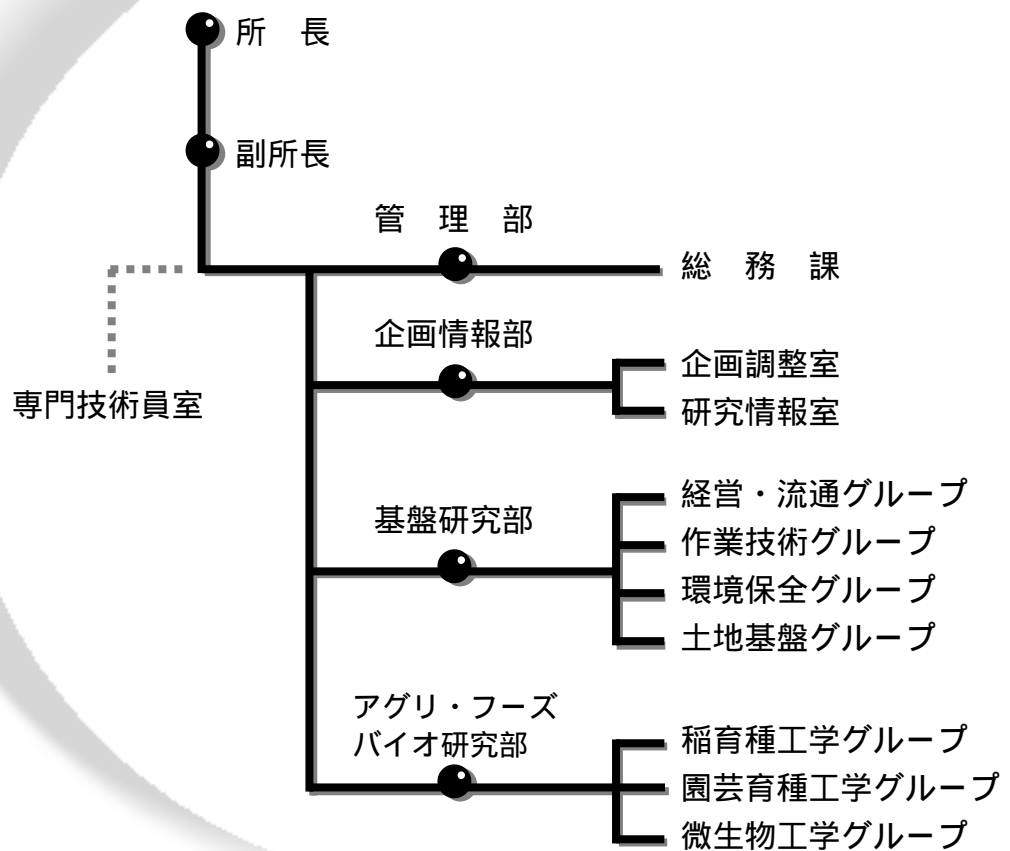 所　長
副所長
管　理　部
総　務　課
企画情報部
企画調整室
研究情報室
専門技術員室
基盤研究部
経営・流通グループ
作業技術グループ
環境保全グループ
土地基盤グループ
アグリ・フーズ
バイオ研究部
稲育種工学グループ
園芸育種工学グループ
微生物工学グループ